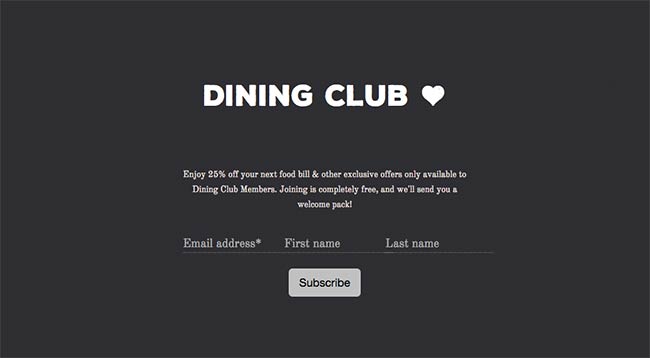 DINING CLUB ♥
Enjoy 25% off your next food bill & other exclusive offers only available to
Dining Club Members. Joining is completely free, and we'll send you a
welcome pack!
Email address* First name Last name
Subscribe